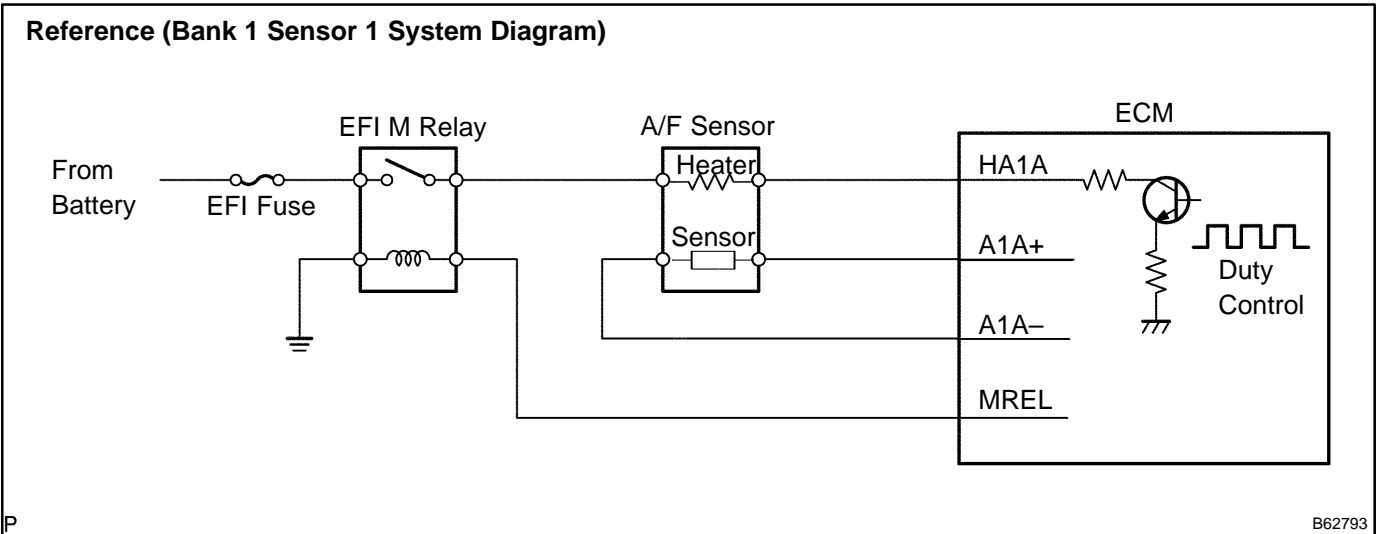 Reference (Bank 1 Sensor 1 System Diagram)
ECM
EFI M Relay
A/F Sensor
From
Battery
EFI Fuse
Heater
HA1A
Sensor
A1A+
Duty
Control
A1A–
MREL
P
B62793